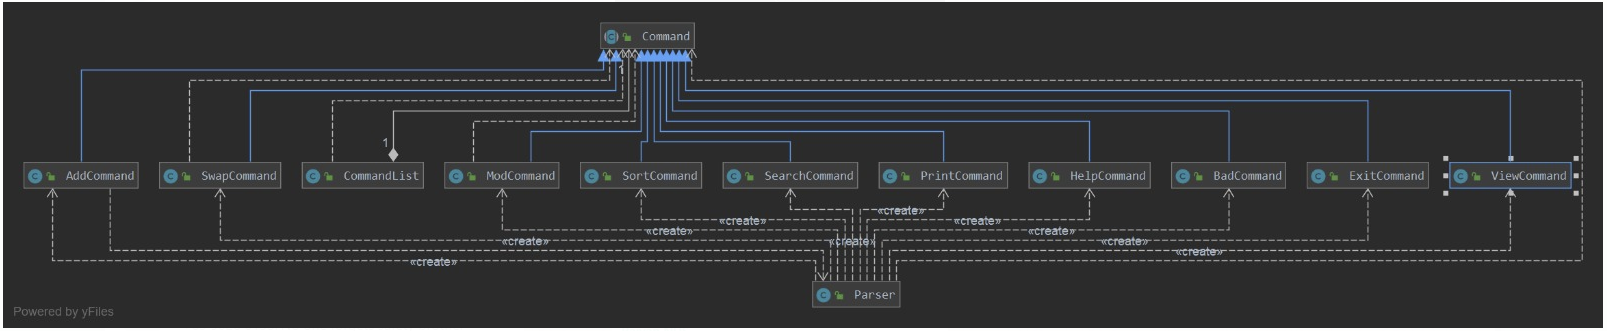 Command
1
1
AddCommand
SwapCommand
CommandList
ModCommand
SortCommand
SearchCommand
PrintCommand
HelpCommand
BadCommand
ExitCommand
ViewCommand
«create»
«create»
«create»
«create»
«create»
«create»
«create»
«create»
«create»
«create»
Parser
Powered by yFiles